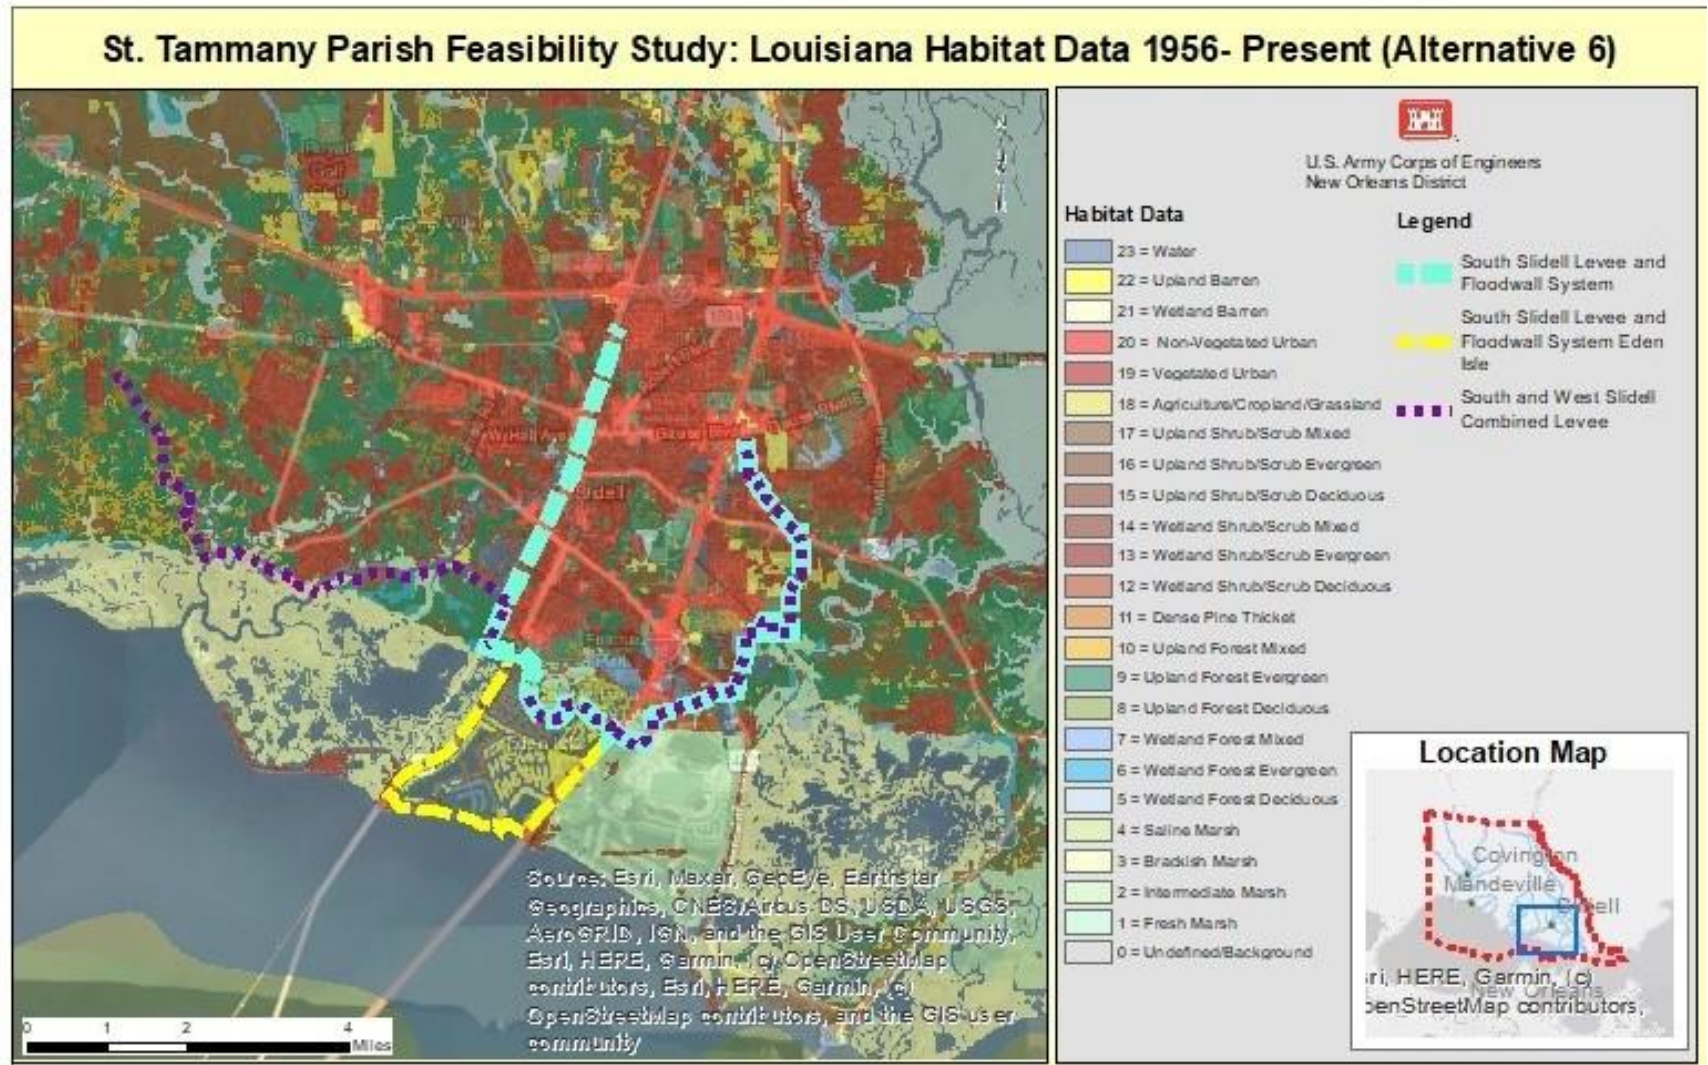 St. Tammany Parish Feasibility Study: Louisiana Habitat Data 1956- Present (Alternative 6)
Golf
Slidell
U.S. Army Corps of Engineers
New Orleans District
Habitat Data
23 = Water
22 = Upland Barren
21 = Wetland Barren
20 = Non-Vegetated Urban
19 = Vegetated Urban
18 = Agriculture/Cropland/Grassland
17 = Upland Shrub/Scrub Mixed
16 = Upland Shrub/Scrub Evergreen
15 = Upland Shrub/Scrub Deciduous
14 = Wetland Shrub/Scrub Mixed
13 = Wetland Shrub/Scrub Evergreen
12 = Wetland Shrub/Scrub Deciduous
11 = Dense Pine Thicket
10 = Upland Forest Mixed
9 = Upland Forest Evergreen
8 = Upland Forest Deciduous
7 = Wetland Forest Mixed
6 = Wetland Forest Evergreen
5 = Wetland Forest Deciduous
4 = Saline Marsh
3 = Brackish Marsh
2 = Intermediate Marsh
1 = Fresh Marsh
0 = Undefined/Background
Legend
South Slidell Levee and
Floodwall System
South Slidell Levee and
Floodwall System Eden
Isle
South and West Slidell
Combined Levee
Location Map
Covington
Mandeville
Slidell
New Orleans
sri, HERE, Garmin, (c)
penStreetMap contributors,
Source: Esri, Maxar, GeoEye, Earthstar
Geographics, CNES/Airbus DS, USDA, USGS,
AeroGRID, IGN, and the GIS User Community,
Esri, HERE, Garmin, (c) OpenStreetMap
contributors, Esri, HERE, Garmin, (c)
OpenStreetMap contributors, and the GIS user
community
0 1 2 4
Miles